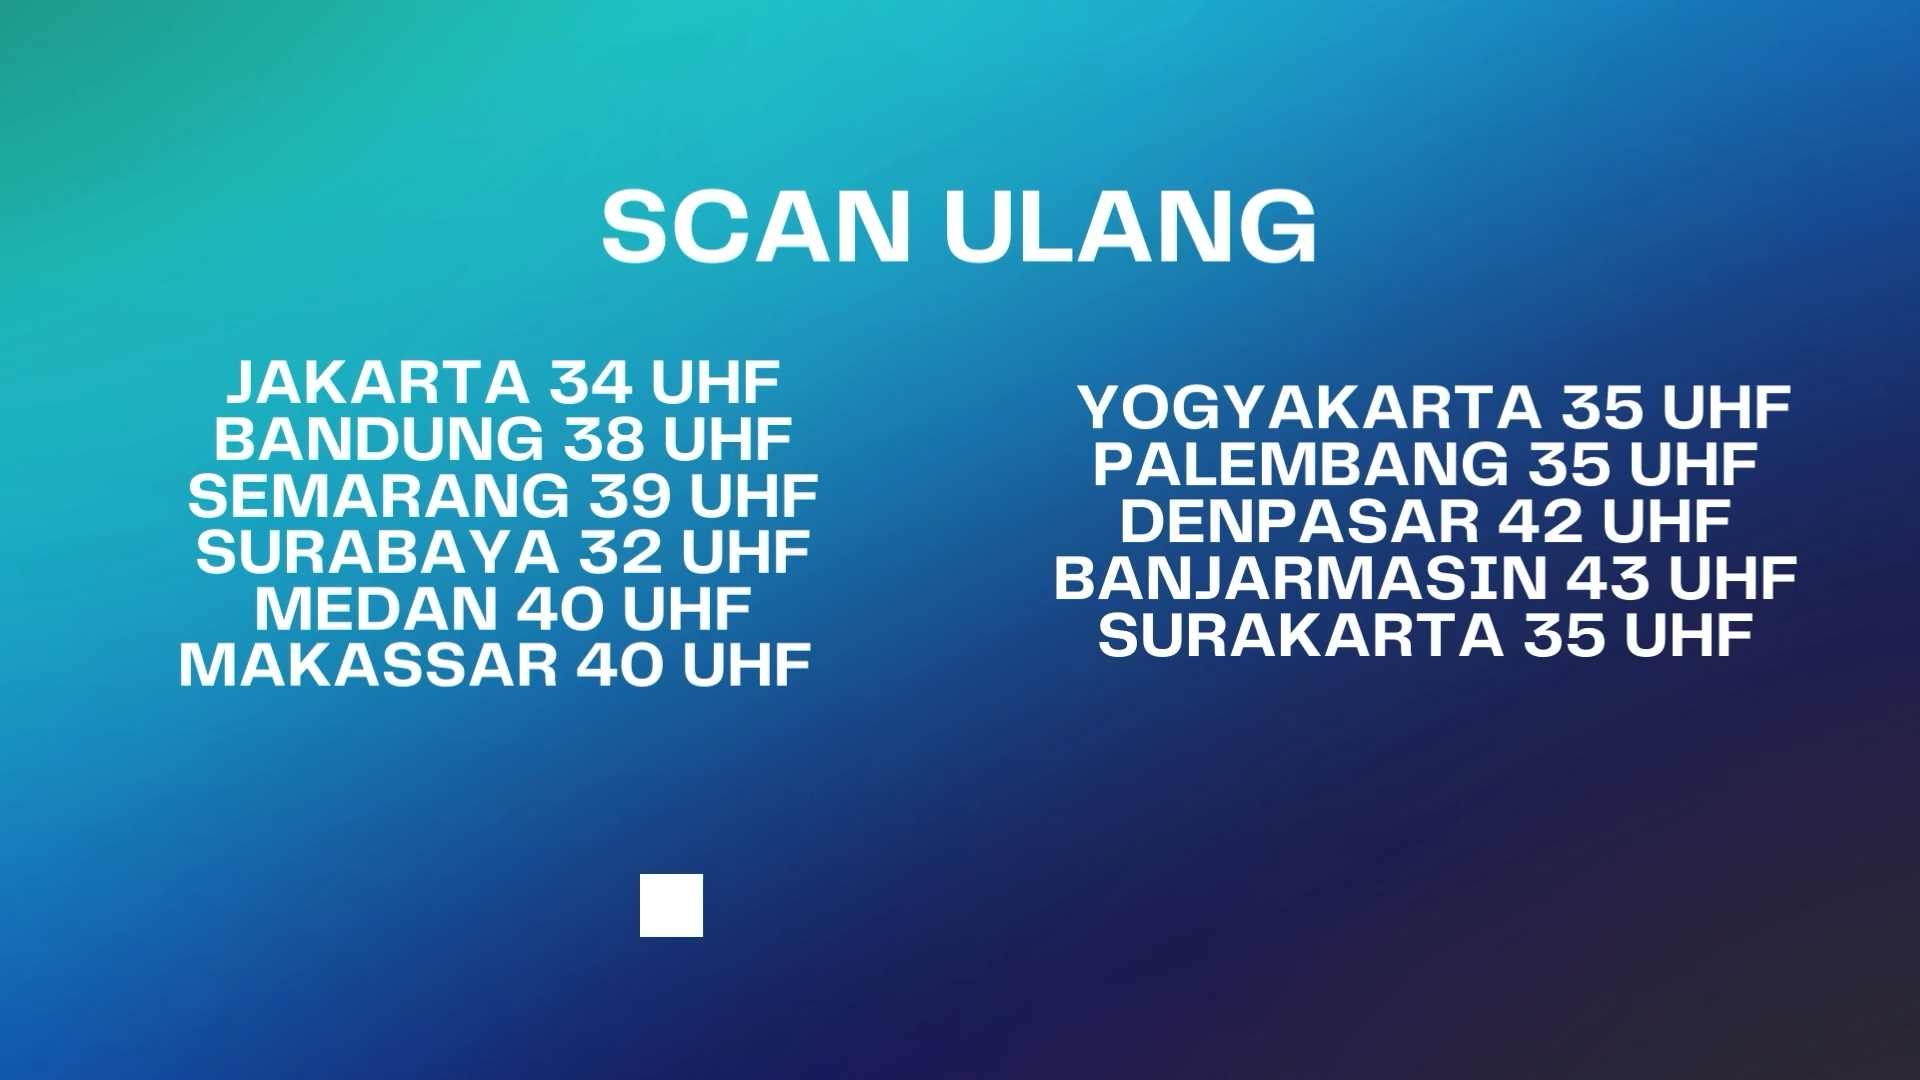 SCAN ULANG
JAKARTA 34 UHF
BANDUNG 38 UHF
SEMARANG 39 UHF
SURABAYA 32 UHF
MEDAN 40 UHF
MAKASSAR 40 UHF
YOGYAKARTA 35 UHF
PALEMBANG 35 UHF
DENPASAR 42 UHF
BANJARMASIN 43 UHF
SURAKARTA 35 UHF